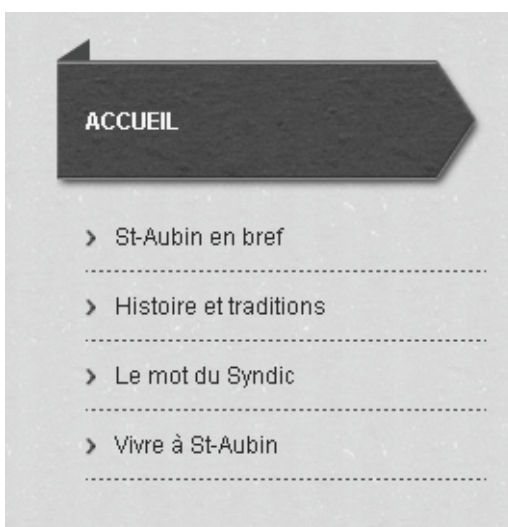 ACCUEIL
St-Aubin en bref
Histoire et traditions
Le mot du Syndic
Vivre à St-Aubin